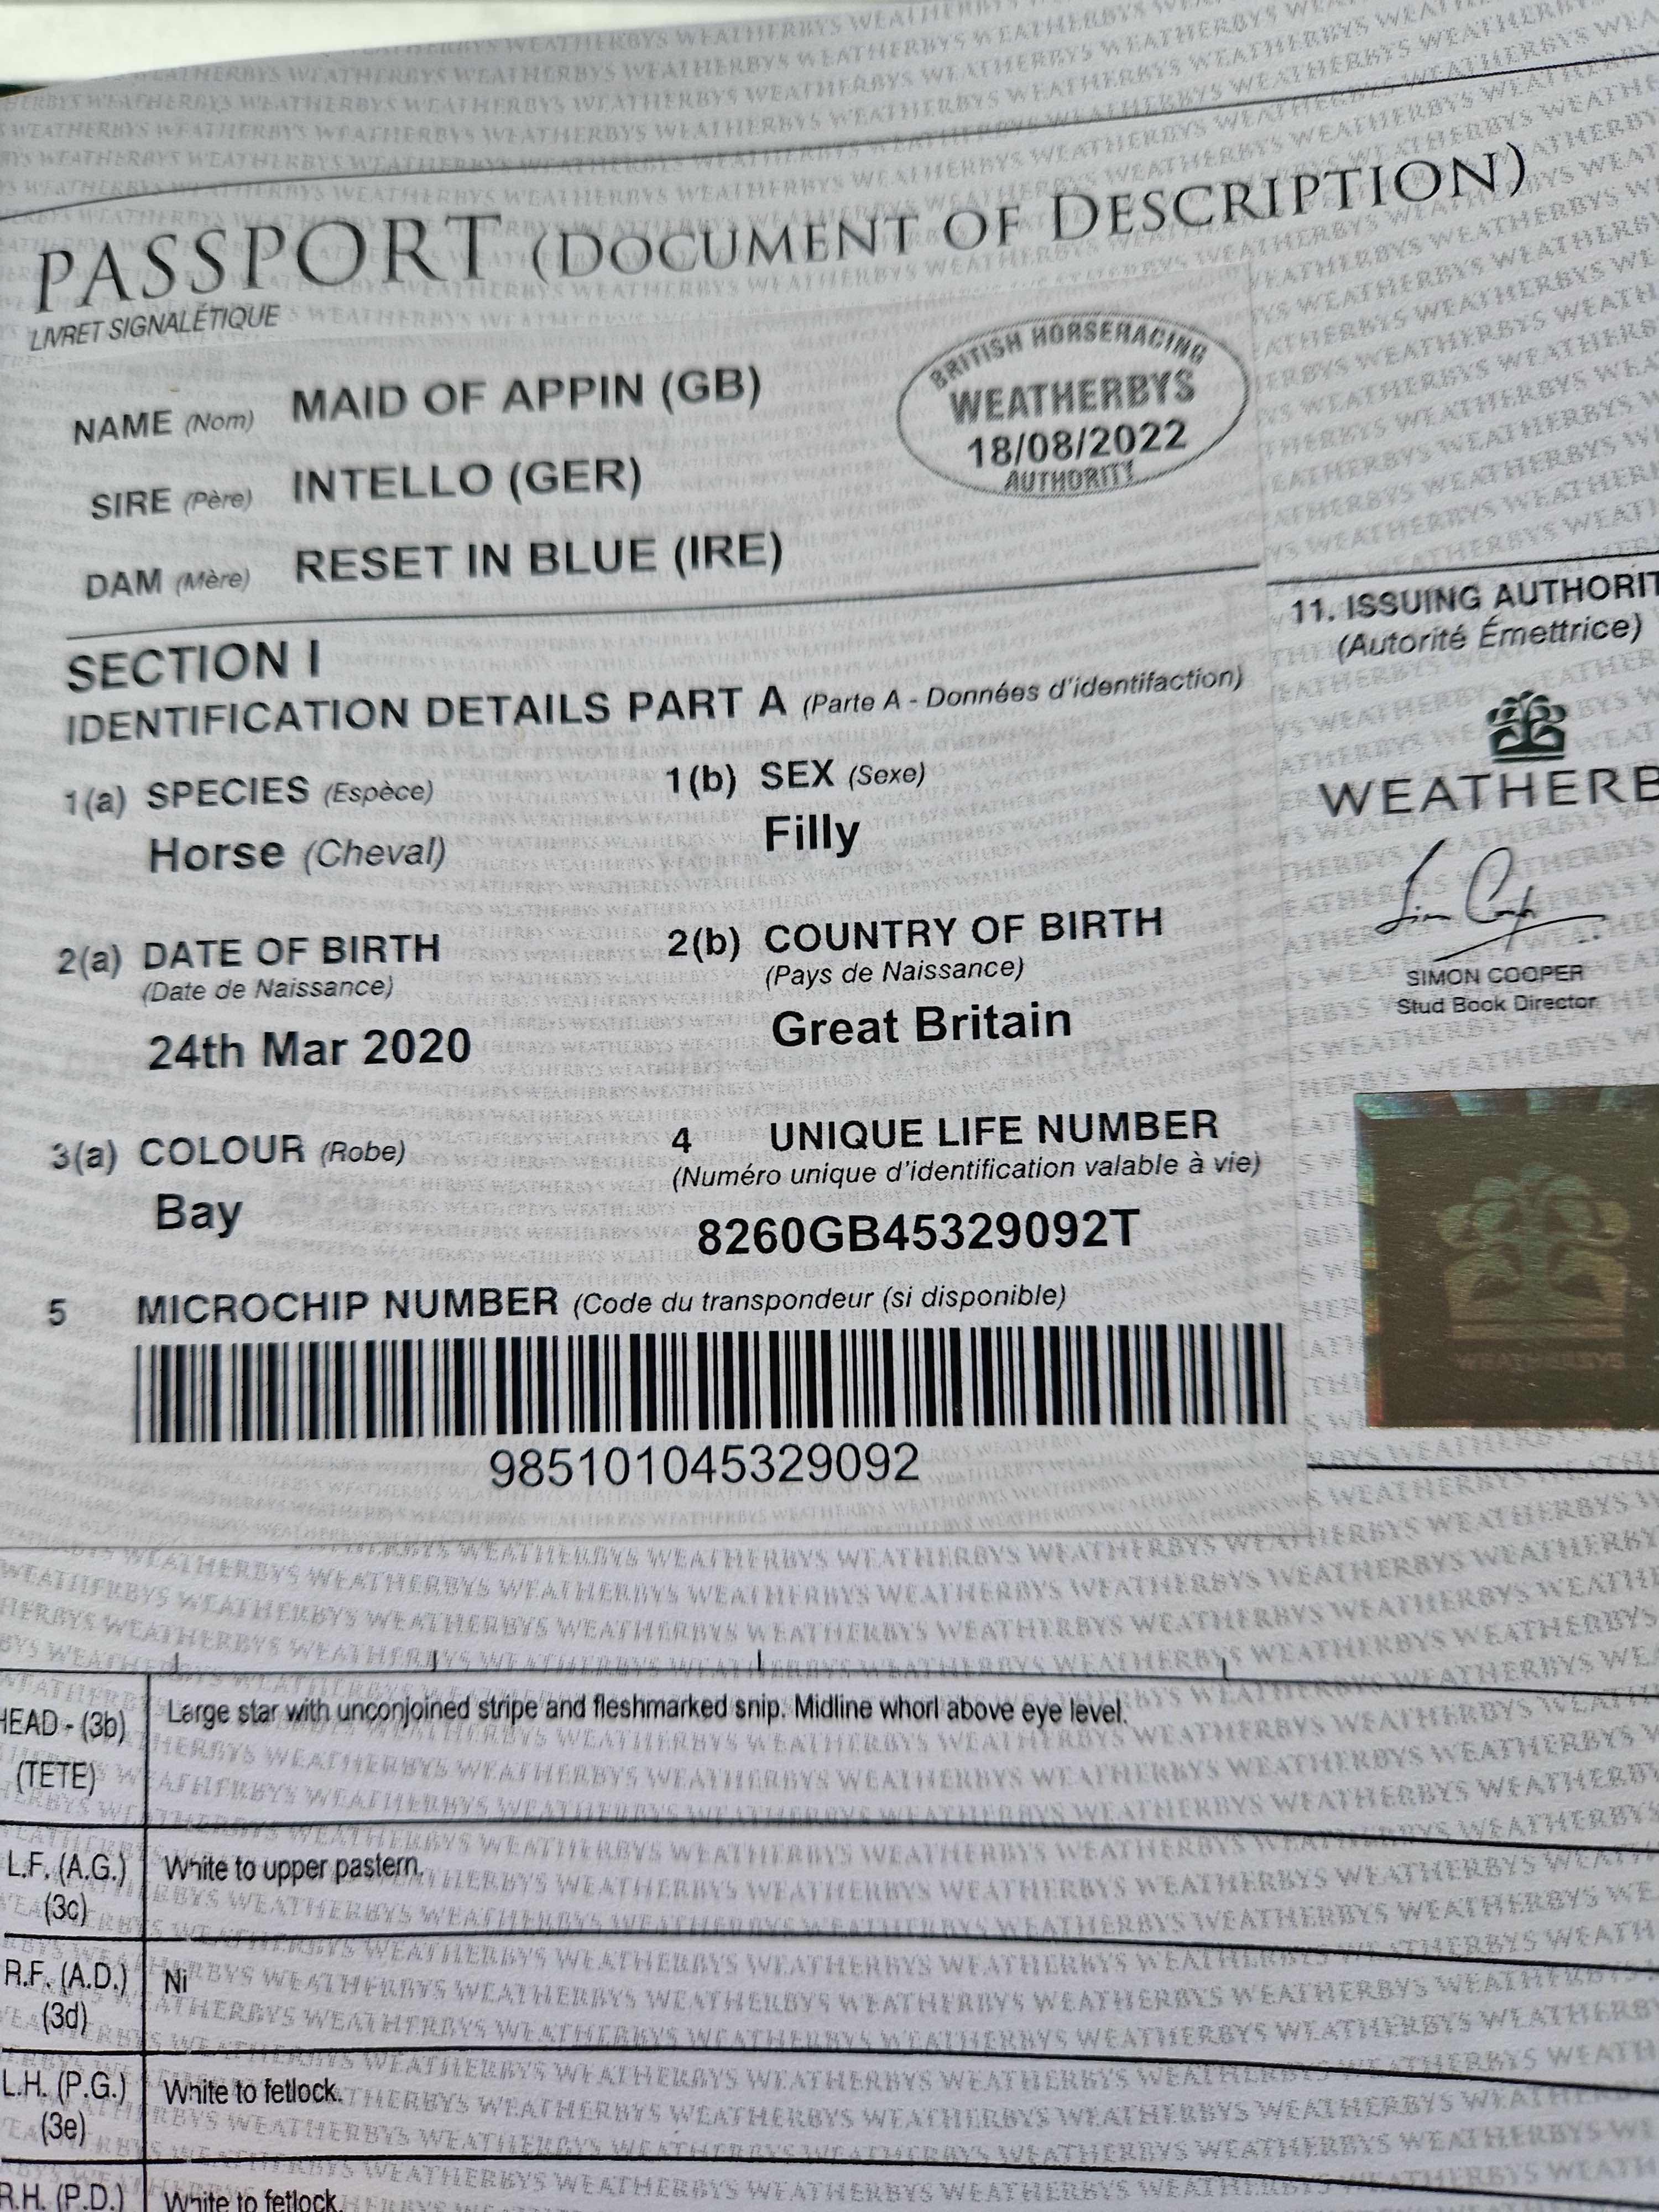 PASSPORT (DOCUMENT OF DESCRIPTION)
LIVRET SIGNALÉTIQUE
NAME (Nom) MAID OF APPIN (GB)
SIRE (Père) INTELLO (GER)
DAM (Mère) RESET IN BLUE (IRE)
BRITISH HORSERACING
WEATHERBYS
18/08/2022
AUTHORITY
SECTION I
IDENTIFICATION DETAILS PART A (Parte A - Données d'identifaction)
1(a) SPECIES (Espèce)
Horse (Cheval)
1(b) SEX (Sexe)
Filly
2(a) DATE OF BIRTH
(Date de Naissance)
24th Mar 2020
2(b) COUNTRY OF BIRTH
(Pays de Naissance)
Great Britain
3(a) COLOUR (Robe)
Bay
4 UNIQUE LIFE NUMBER
(Numéro unique d'identification valable à vie)
8260GB45329092T
5 MICROCHIP NUMBER (Code du transpondeur (si disponible)
985101045329092
11. ISSUING AUTHORIT
(Autorité Émettrice)
WEATHERB
SIMON COOPER
Stud Book Director
WEATHERBYS
HEAD - (3b) Large star with unconjoined stripe and fleshmarked snip. Midline whorl above eye level.
(TETE)
L.F. (A.G.) White to upper pastern.
(3c)
R.F. (A.D.) Ni
(3d)
L.H. (P.G.) White to fetlock.
(3e)
R.H. (P.D.) White to fetlock.